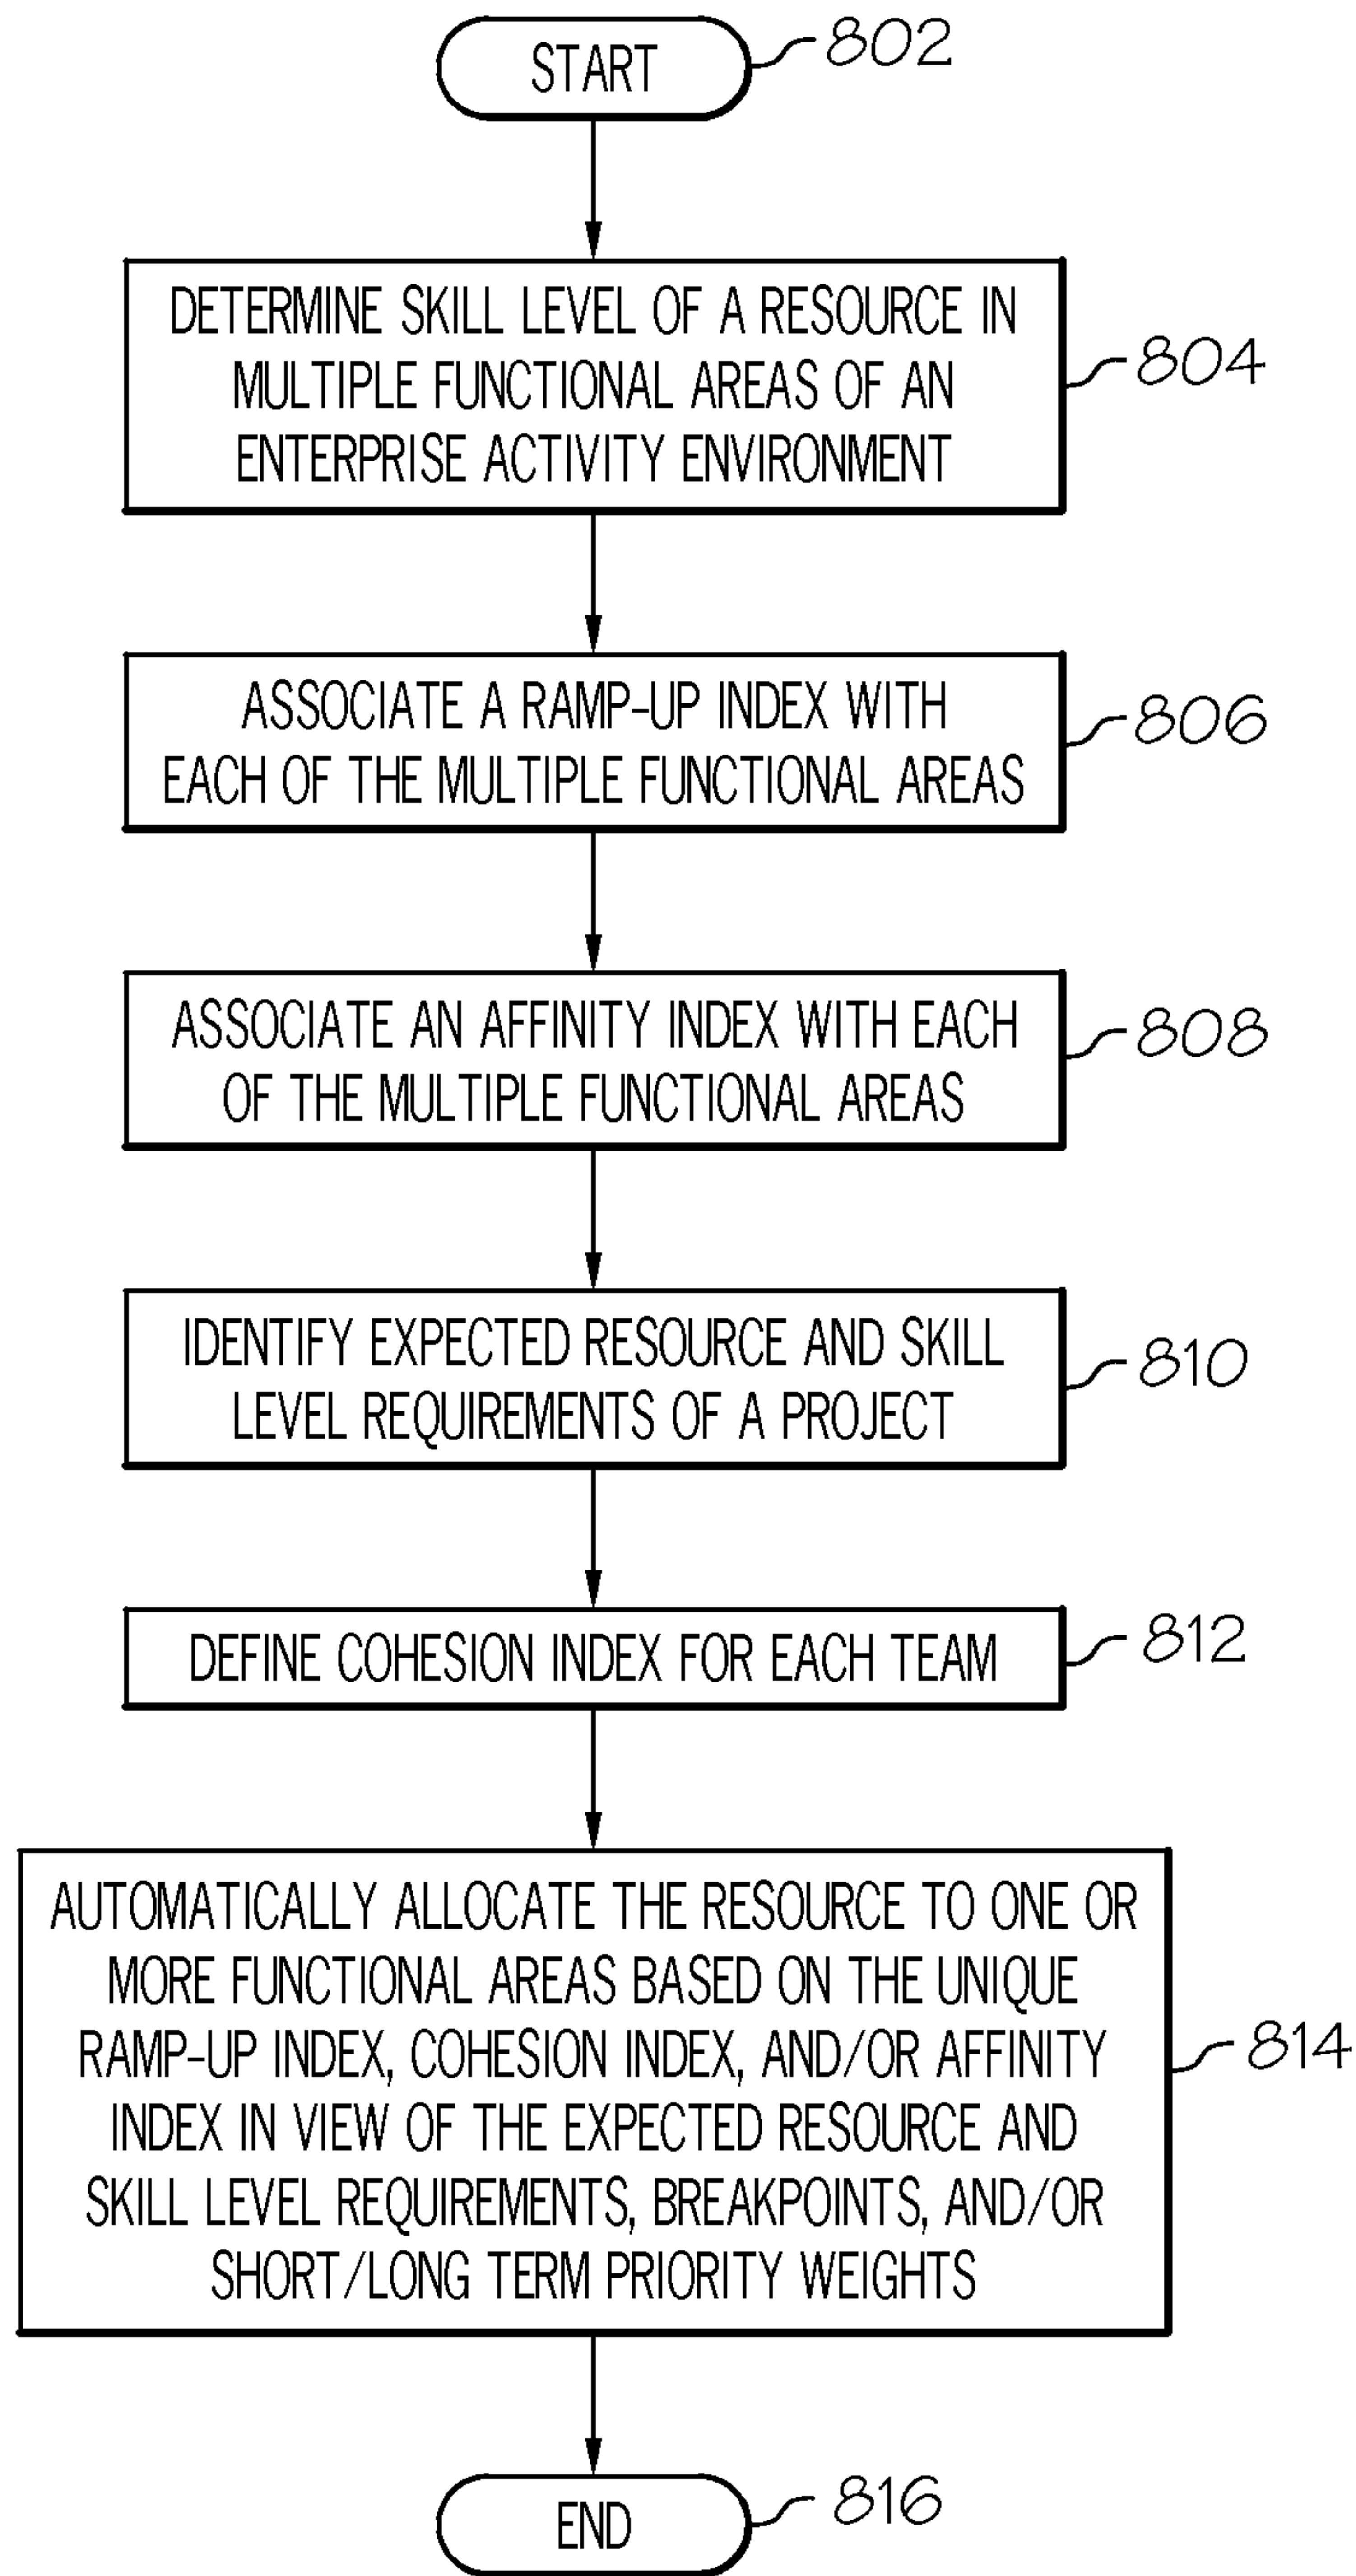 START
802
DETERMINE SKILL LEVEL OF A RESOURCE IN
MULTIPLE FUNCTIONAL AREAS OF AN
ENTERPRISE ACTIVITY ENVIRONMENT
804
ASSOCIATE A RAMP-UP INDEX WITH
EACH OF THE MULTIPLE FUNCTIONAL AREAS
806
ASSOCIATE AN AFFINITY INDEX WITH EACH
OF THE MULTIPLE FUNCTIONAL AREAS
808
IDENTIFY EXPECTED RESOURCE AND SKILL
LEVEL REQUIREMENTS OF A PROJECT
810
DEFINE COHESION INDEX FOR EACH TEAM
812
AUTOMATICALLY ALLOCATE THE RESOURCE TO ONE OR
MORE FUNCTIONAL AREAS BASED ON THE UNIQUE
RAMP-UP INDEX, COHESION INDEX, AND/OR AFFINITY
INDEX IN VIEW OF THE EXPECTED RESOURCE AND
SKILL LEVEL REQUIREMENTS, BREAKPOINTS, AND/OR
SHORT/LONG TERM PRIORITY WEIGHTS
814
END
816